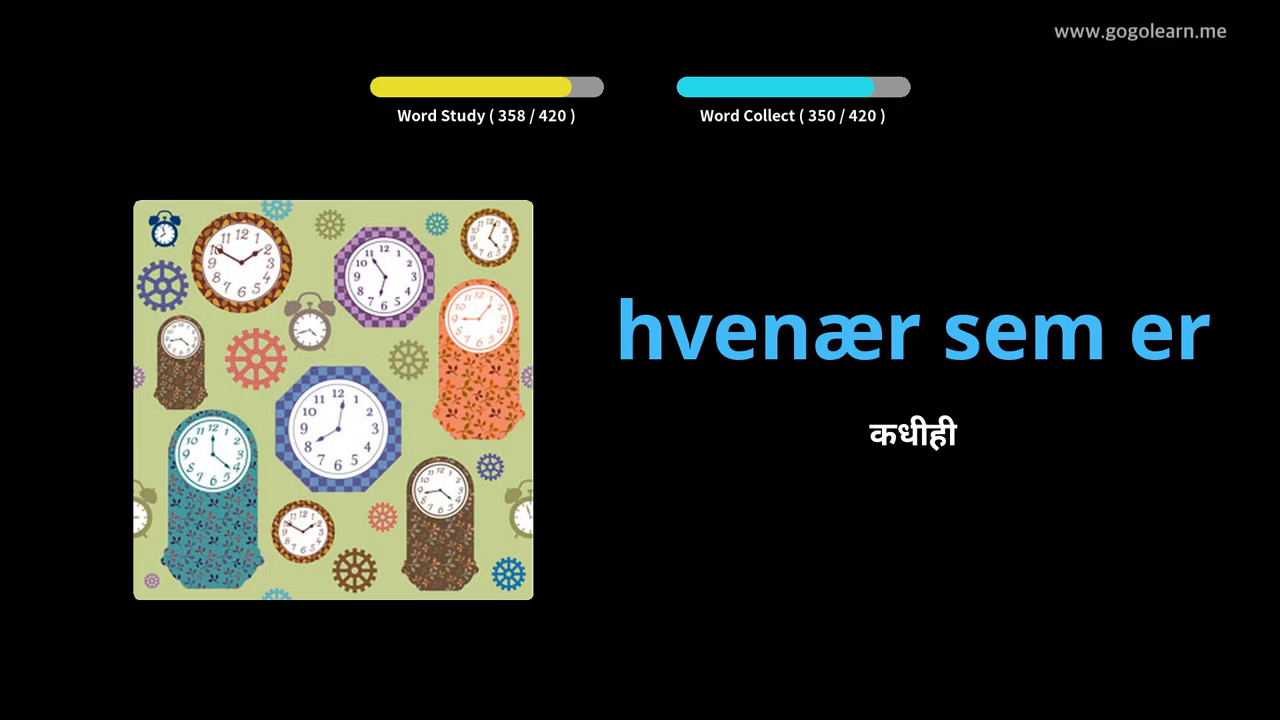 www.gogolearn.me
Word Study ( 358 / 420 )
Word Collect ( 350 / 420 )
hvenær sem er
कधीही